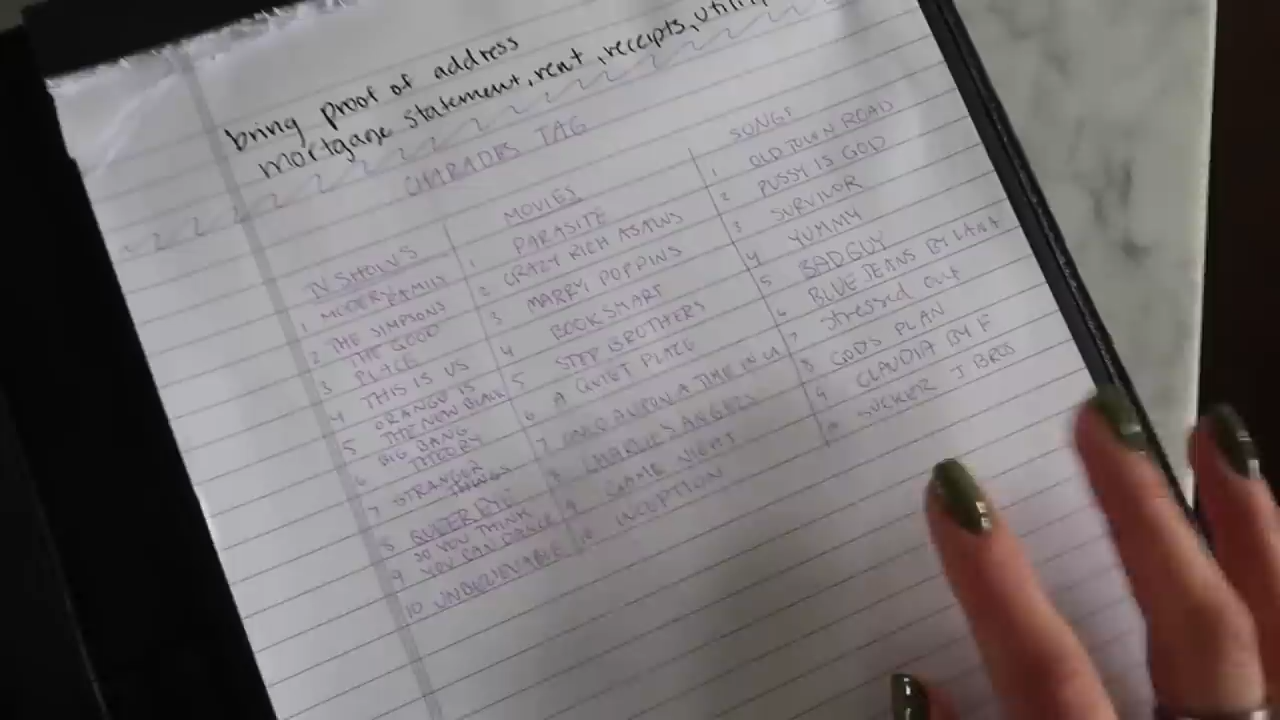 bring proof of address
mortgage statement, rent, receipts, utili
CHARADES TAG
TV SHOWS
1 MODERN FAMILY
2 THE SIMPSONS
3 THE GOOD
PLACE
4 THIS IS US
5 ORANGE IS
THE NEW BLACK
6 BIG BANG
THEORY
7 STRANGER
THINGS
8 QUEER EYE
9 SO YOU THINK
YOU CAN DANCE
10 UNBELIEVABLE
MOVIES
1 PARASITE
2 CRAZY RICH ASIANS
3 MARRY POPPINS
4 BOOKSMART
5 STEP BROTHERS
6 A QUIET PLACE
7 ONCE UPON A TIME IN LA
8 CHARLIE'S ANGELS
9 GAME NIGHT
10 INCEPTION
SONGS
1 OLD TOWN ROAD
2 PUSSY IS GOD
3 SURVIVOR
4 YUMMY
5 BAD GUY
6 BLUE JEANS BY LANA
7 stressed out
8 GODS PLAN
9 CLAUDIA BY F
10 SUCKER J BROS